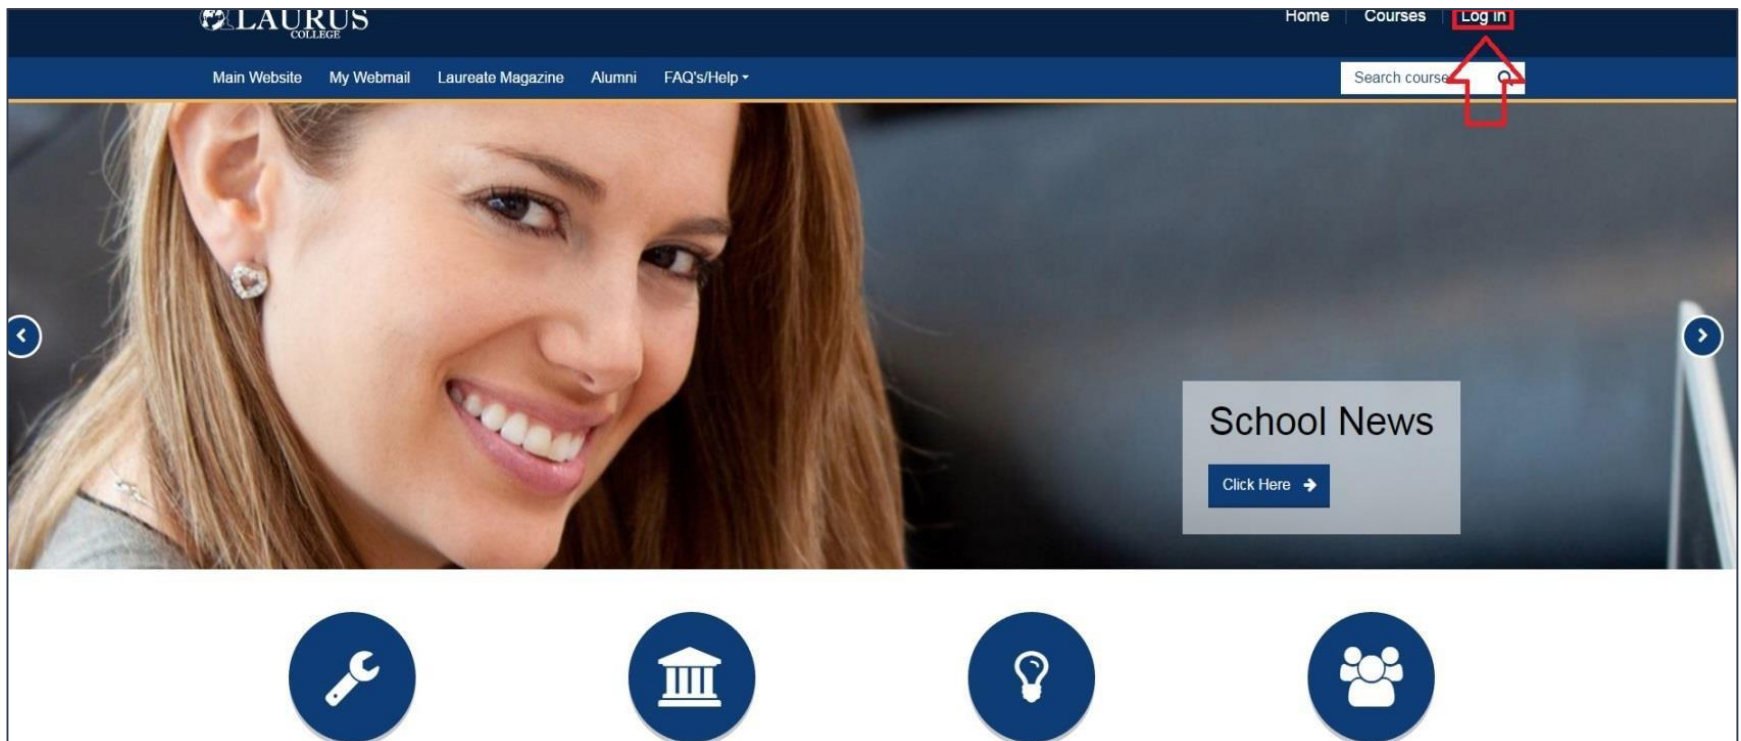 LAURUS
COLLEGE
Home Courses Log in
Main Website My Webmail Laureate Magazine Alumni FAQ's/Help
Search
School News
Click Here